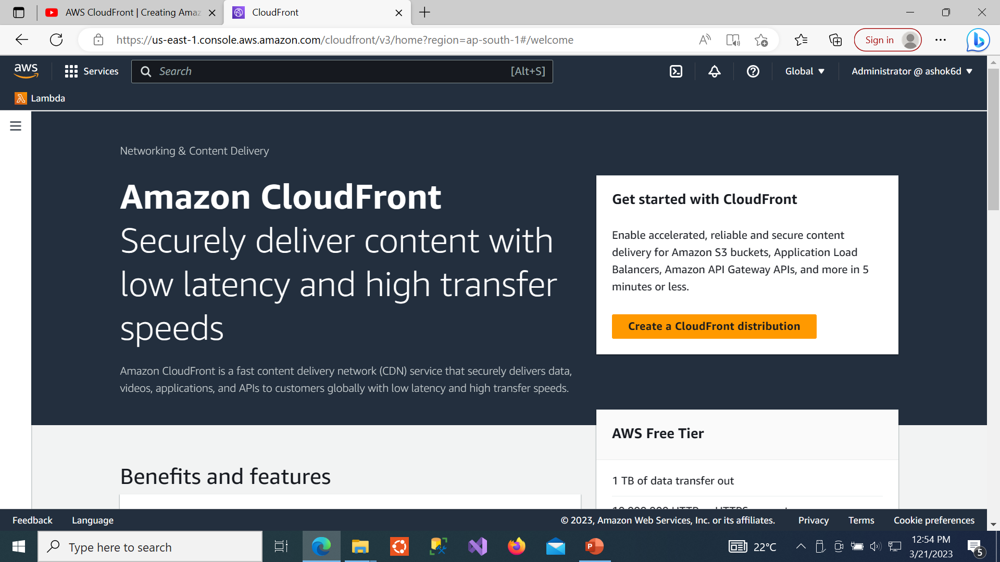 AWS CloudFront | Creating Amaz
CloudFront
https://us-east-1.console.aws.amazon.com/cloudfront/v3/home?region=ap-south-1#/welcome
Sign in
aws
Services
Search
[Alt+S]
Global
Administrator @ ashok6d
Lambda
Networking & Content Delivery
Amazon CloudFront
Securely deliver content with
low latency and high transfer
speeds
Amazon CloudFront is a fast content delivery network (CDN) service that securely delivers data,
videos, applications, and APIs to customers globally with low latency and high transfer speeds.
Get started with CloudFront
Enable accelerated, reliable and secure content
delivery for Amazon S3 buckets, Application Load
Balancers, Amazon API Gateway APIs, and more in 5
minutes or less.
Create a CloudFront distribution
AWS Free Tier
1 TB of data transfer out
Benefits and features
Feedback
Language
© 2023, Amazon Web Services, Inc. or its affiliates.
Privacy
Terms
Cookie preferences
Type here to search
22°C
12:54 PM
3/21/2023
5